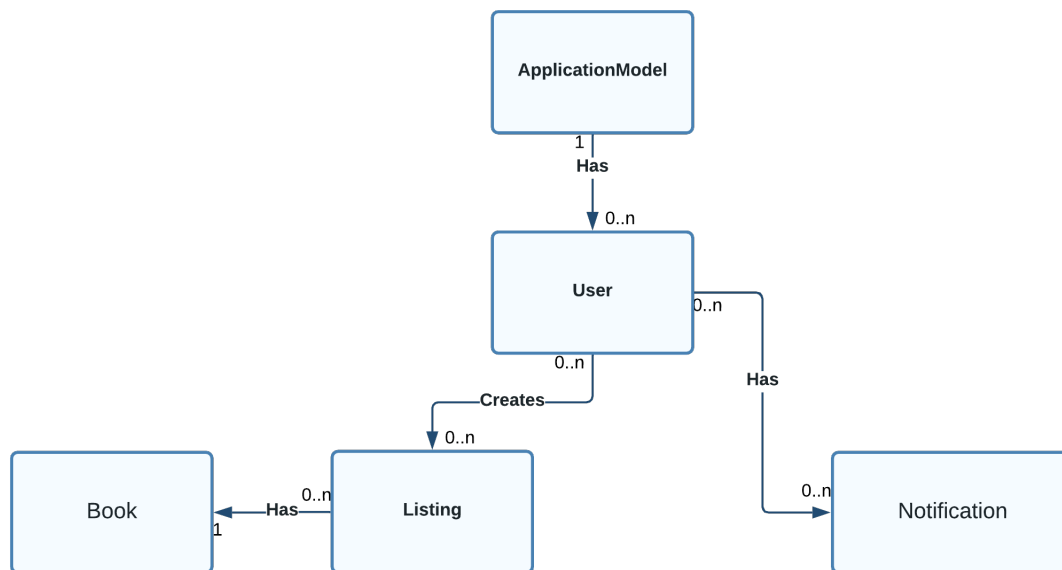 ApplicationModel
1
Has
0..n
User
0..n
0..n
Has
Creates
0..n
Book
0..n
Has
1
Listing
0..n
Notification